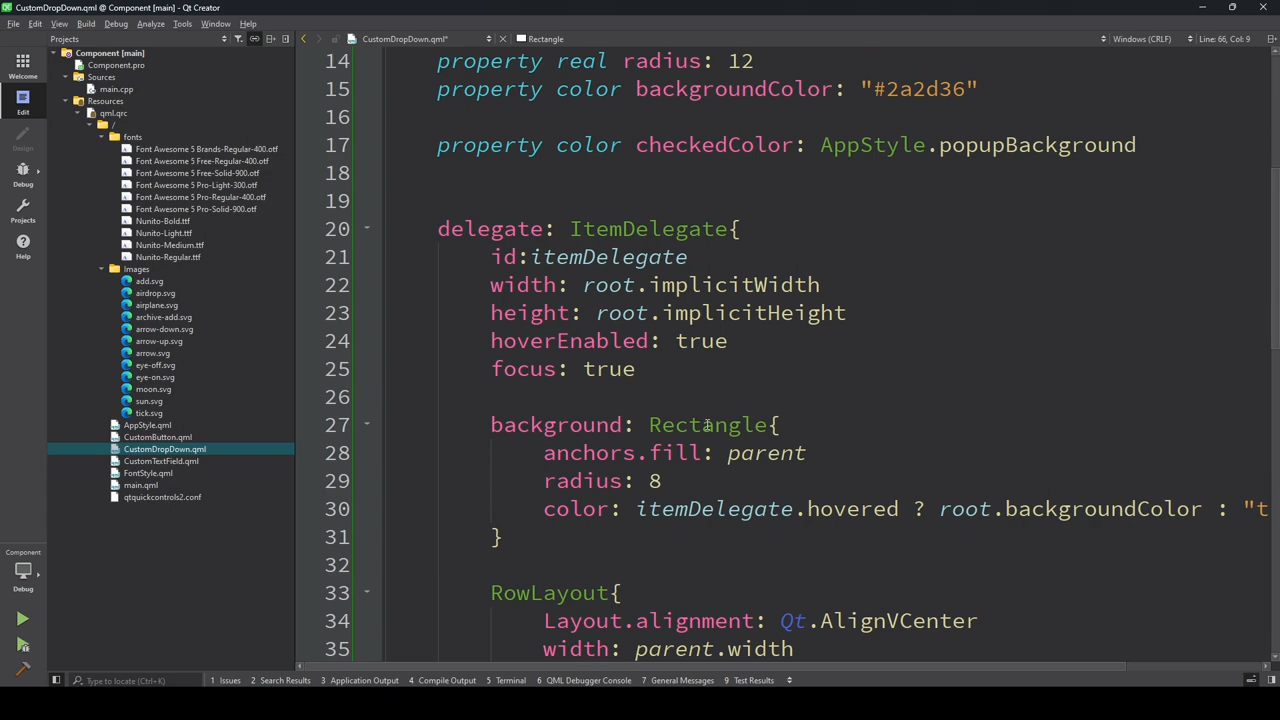 CustomDropDown.qml @ Component [main] - Qt Creator
File Edit View Build Debug Analyze Tools Window Help
Projects
CustomDropDown.qml*
Rectangle
Windows (CRLF)
Line: 66, Col: 9
Welcome
Edit
Design
Debug
Projects
Help
Component
Debug
Component [main]
Component.pro
Sources
main.cpp
Resources
qml.qrc
/
fonts
Font Awesome 5 Brands-Regular-400.otf
Font Awesome 5 Free-Regular-400.otf
Font Awesome 5 Free-Solid-900.otf
Font Awesome 5 Pro-Light-300.otf
Font Awesome 5 Pro-Regular-400.otf
Font Awesome 5 Pro-Solid-900.otf
Nunito-Bold.ttf
Nunito-Light.ttf
Nunito-Medium.ttf
Nunito-Regular.ttf
Images
add.svg
airdrop.svg
airplane.svg
archive-add.svg
arrow-down.svg
arrow-up.svg
arrow.svg
eye-off.svg
eye-on.svg
moon.svg
sun.svg
tick.svg
AppStyle.qml
CustomButton.qml
CustomDropDown.qml
CustomTextField.qml
FontStyle.qml
main.qml
qtquickcontrols2.conf
14 property real radius: 12
15 property color backgroundColor: "#2a2d36"
16
17 property color checkedColor: AppStyle.popupBackground
18
19
20 delegate: ItemDelegate{
21 id:itemDelegate
22 width: root.implicitWidth
23 height: root.implicitHeight
24 hoverEnabled: true
25 focus: true
26
27 background: Rectangle{
28 anchors.fill: parent
29 radius: 8
30 color: itemDelegate.hovered ? root.backgroundColor : "t
31 }
32
33 RowLayout{
34 Layout.alignment: Qt.AlignVCenter
35 width: parent.width
Type to locate (Ctrl+K)
1 Issues 2 Search Results 3 Application Output 4 Compile Output 5 Terminal 6 QML Debugger Console 7 General Messages 9 Test Results